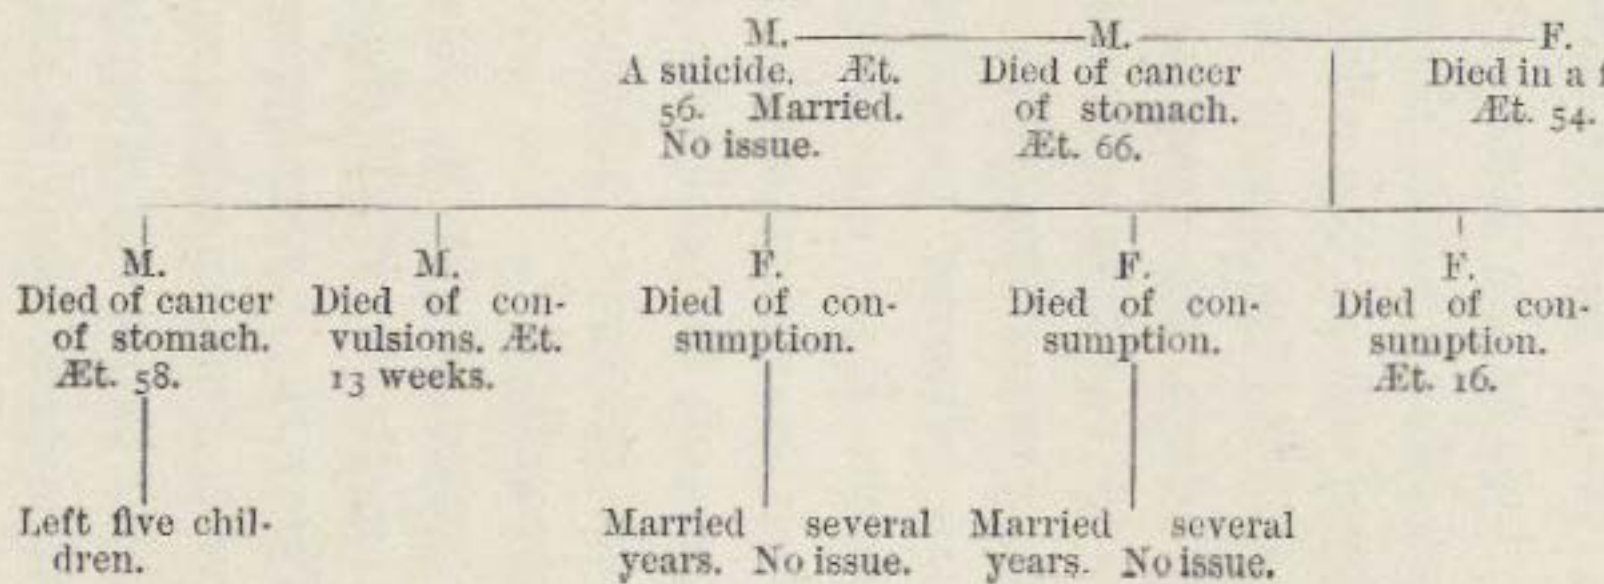 M. M. F.
A suicide. Æt. 56. Married. No issue.
Died of cancer of stomach. Æt. 66.
Died in a
Æt. 54.
M.
Died of cancer
of stomach.
Æt. 58.
Left five chil-
dren.
M.
Died of con-
vulsions. Æt.
13 weeks.
F.
Died of con-
sumption.
Married several
years. No issue.
F.
Died of con-
sumption.
Married several
years. No issue.
F.
Died of con-
sumption.
Æt. 16.